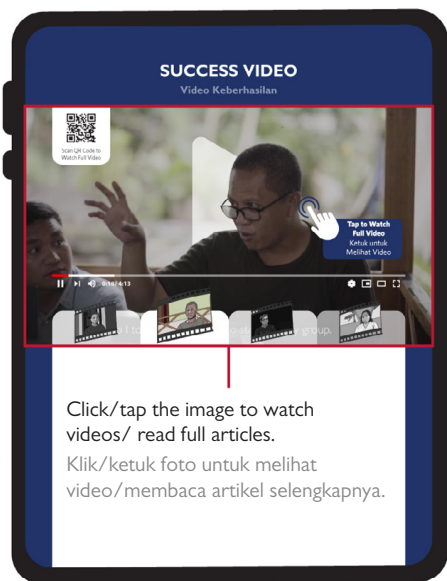 SUCCESS VIDEO
Video Keberhasilan
Scan QR Code to
Watch Full Video
Tap to Watch
Full Video
Ketuk untuk
Melihat Video
0:10/4:13
group.
Click/tap the image to watch
videos/ read full articles.
Klik/ketuk foto untuk melihat
video/membaca artikel selengkapnya.